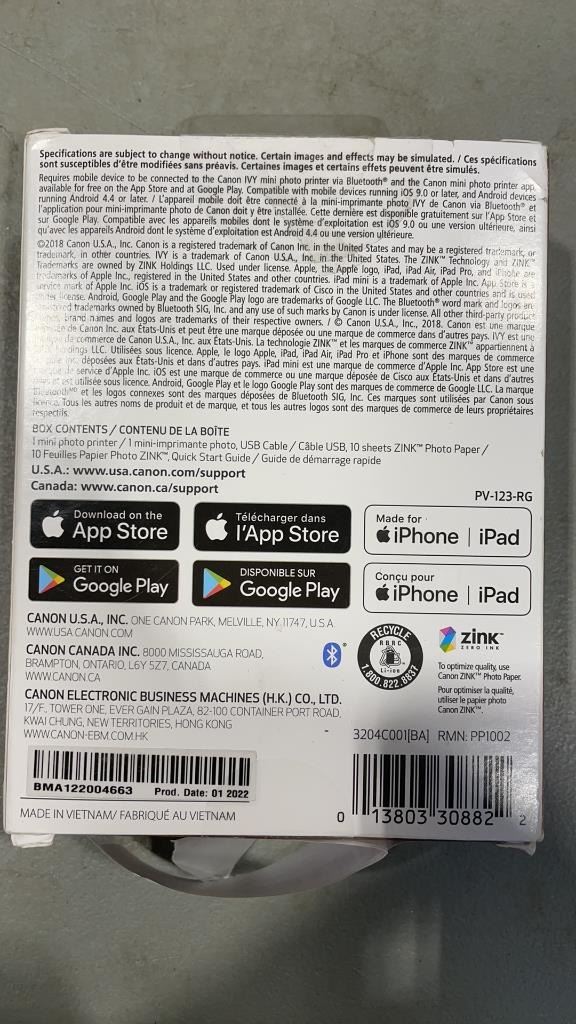 Specifications are subject to change without notice. Certain images and effects may be simulated. / Ces spécifications
sont susceptibles d'être modifiées sans préavis. Certaines images et certains effets peuvent être simulés.
Requires mobile device to be connected to the Canon IVY mini photo printer via Bluetooth® and the Canon mini photo printer app,
available for free on the App Store and at Google Play. Compatible with mobile devices running iOS 9.0 or later, and Android devices
running Android 4.4 or later. / L'appareil mobile doit être connecté à la mini-imprimante photo IVY de Canon via Bluetooth® et
l'application pour mini-imprimante photo de Canon doit y être installée. Cette dernière est disponible gratuitement sur l'App Store et
sur Google Play. Compatible avec les appareils mobiles dont le système d'exploitation est iOS 9.0 ou une version ultérieure, ainsi
qu'avec les appareils Android dont le système d'exploitation est Android 4.4 ou une version ultérieure.
©2018 Canon U.S.A., Inc. Canon is a registered trademark of Canon Inc. in the United States and may be a registered trademark, or
trademark, in other countries. IVY is a trademark of Canon U.S.A., Inc. in the United States. The ZINK™ Technology and ZINK™
Trademarks are owned by ZINK Holdings LLC. Used under license. Apple, the Apple logo, iPad, iPad Air, iPad Pro, and iPhone are
trademarks of Apple Inc., registered in the United States and other countries. iPad mini is a trademark of Apple Inc. App Store is a
service mark of Apple Inc. iOS is a trademark or registered trademark of Cisco in the United States and other countries and is used
under license. Android, Google Play and the Google Play logo are trademarks of Google LLC. The Bluetooth® word mark and logos are
registered trademarks owned by Bluetooth SIG, Inc. and any use of such marks by Canon is under license. All other third-party product
brand names and logos are trademarks of their respective owners. / © Canon U.S.A., Inc., 2018. Canon est une marque
de Canon Inc. aux États-Unis et peut être une marque déposée ou une marque de commerce dans d'autres pays. IVY est une
de commerce de Canon U.S.A., Inc. aux États-Unis. La technologie ZINK™ et les marques de commerce ZINK™ appartiennent à
Holdings LLC. Utilisées sous licence. Apple, le logo Apple, iPad, iPad Air, iPad Pro et iPhone sont des marques de commerce
déposées aux États-Unis et dans d'autres pays. iPad mini est une marque de commerce d'Apple Inc. App Store est une
de service d'Apple Inc. iOS est une marque de commerce ou une marque déposée de Cisco aux États-Unis et dans d'autres
et est utilisée sous licence. Android, Google Play et le logo Google Play sont des marques de commerce de Google LLC. La marque
Bluetooth et les logos connexes sont des marques déposées de Bluetooth SIG, Inc. Ces marques sont utilisées par Canon sous
licence. Tous les autres noms de produit et de marque, et tous les autres logos sont des marques de commerce de leurs propriétaires
respectifs.
BOX CONTENTS / CONTENU DE LA BOÎTE
1 mini photo printer / 1 mini-imprimante photo, USB Cable / Câble USB, 10 sheets ZINK™ Photo Paper /
10 Feuilles Papier Photo ZINK™, Quick Start Guide / Guide de démarrage rapide
U.S.A.: www.usa.canon.com/support
Canada: www.canon.ca/support
PV-123-RG
Download on the
App Store
Télécharger dans
l'App Store
Made for
iPhone | iPad
GET IT ON
Google Play
DISPONIBLE SUR
Google Play
Conçu pour
iPhone | iPad
CANON U.S.A., INC. ONE CANON PARK, MELVILLE, NY 11747, U.S.A
WWW.USA.CANON.COM
CANON CANADA INC. 8000 MISSISSAUGA ROAD,
BRAMPTON, ONTARIO, L6Y 5Z7, CANADA
WWW.CANON.CA
CANON ELECTRONIC BUSINESS MACHINES (H.K.) CO., LTD.
17/F, TOWER ONE, EVER GAIN PLAZA, 82-100 CONTAINER PORT ROAD,
KWAI CHUNG, NEW TERRITORIES, HONG KONG
WWW.CANON-EBM.COM.HK
RECYCLE
RBRC
Li-ion
1.800.822.8837
zink™
ZERO INK
To optimize quality, use
Canon ZINK™ Photo Paper.
Pour optimiser la qualité,
utiliser le papier photo
Canon ZINK™.
3204C001[BA] RMN: PP1002
BMA122004663 Prod. Date: 01 2022
MADE IN VIETNAM/ FABRIQUÉ AU VIETNAM
0 13803 30882 2